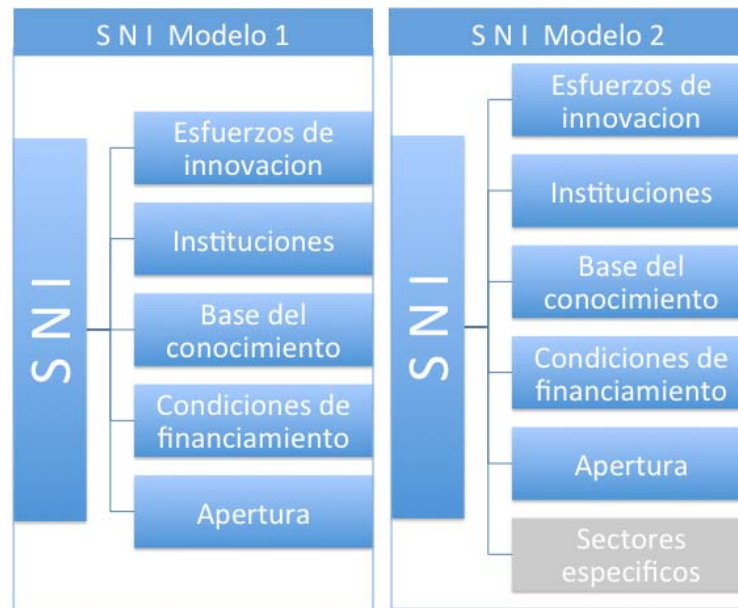 S N I Modelo 1
S N I
Esfuerzos de
innovacion
Instituciones
Base del
conocimiento
Condiciones de
financiamiento
Apertura
S N I Modelo 2
S N I
Esfuerzos de
innovacion
Instituciones
Base del
conocimiento
Condiciones de
financiamiento
Apertura
Sectores
especificos